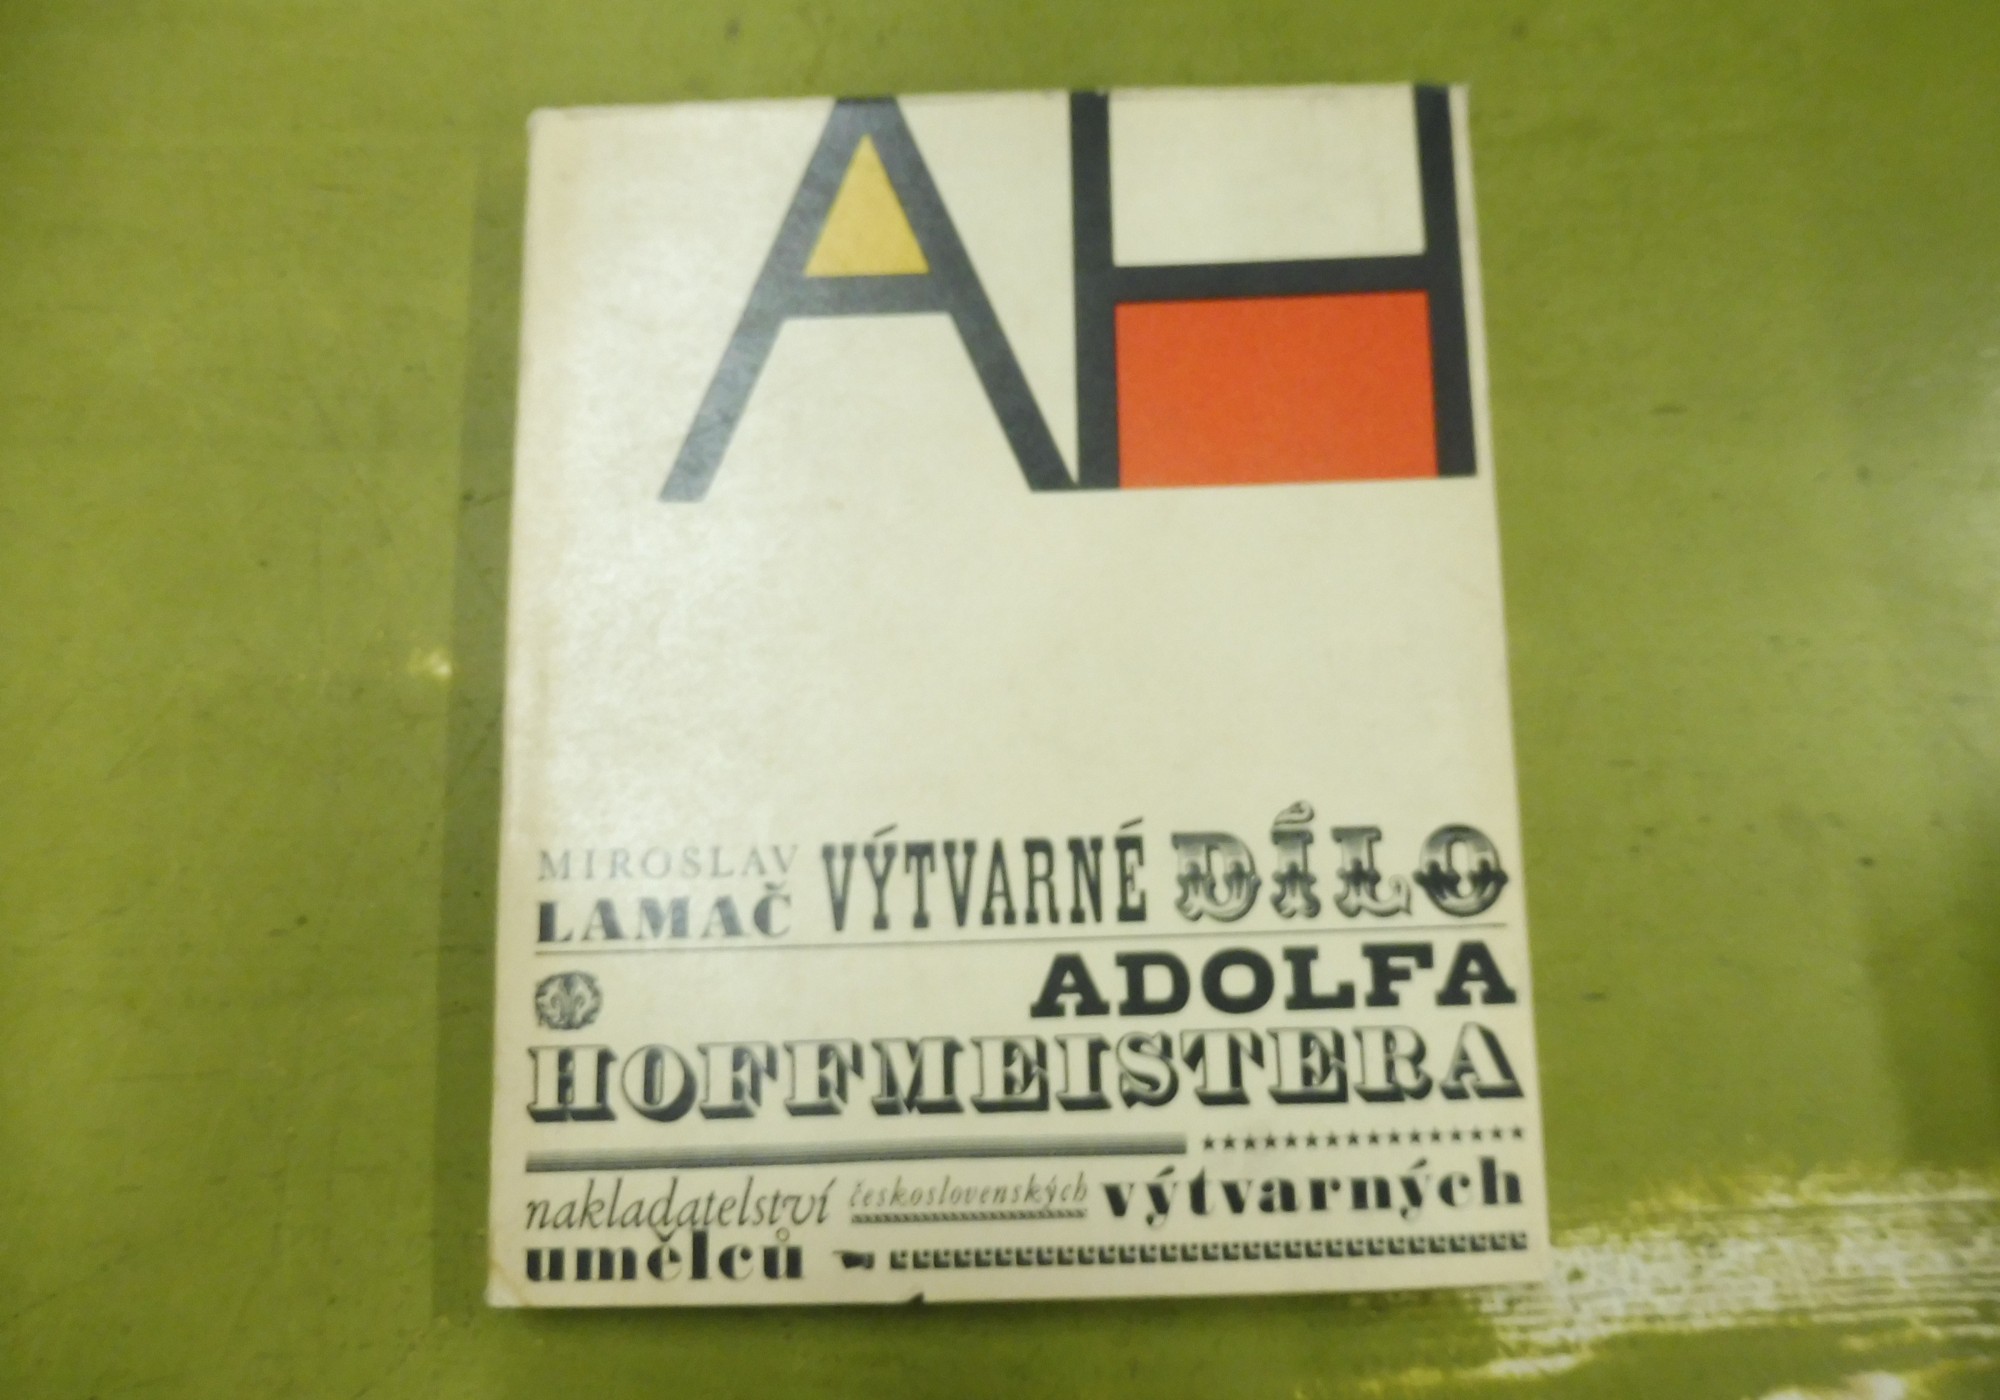 AH
MIROSLAV
LAMAČ VÝTVARNÉ DÍLO
ADOLFA
HOFFMEISTERA
nakladatelství československých výtvarných
umělců